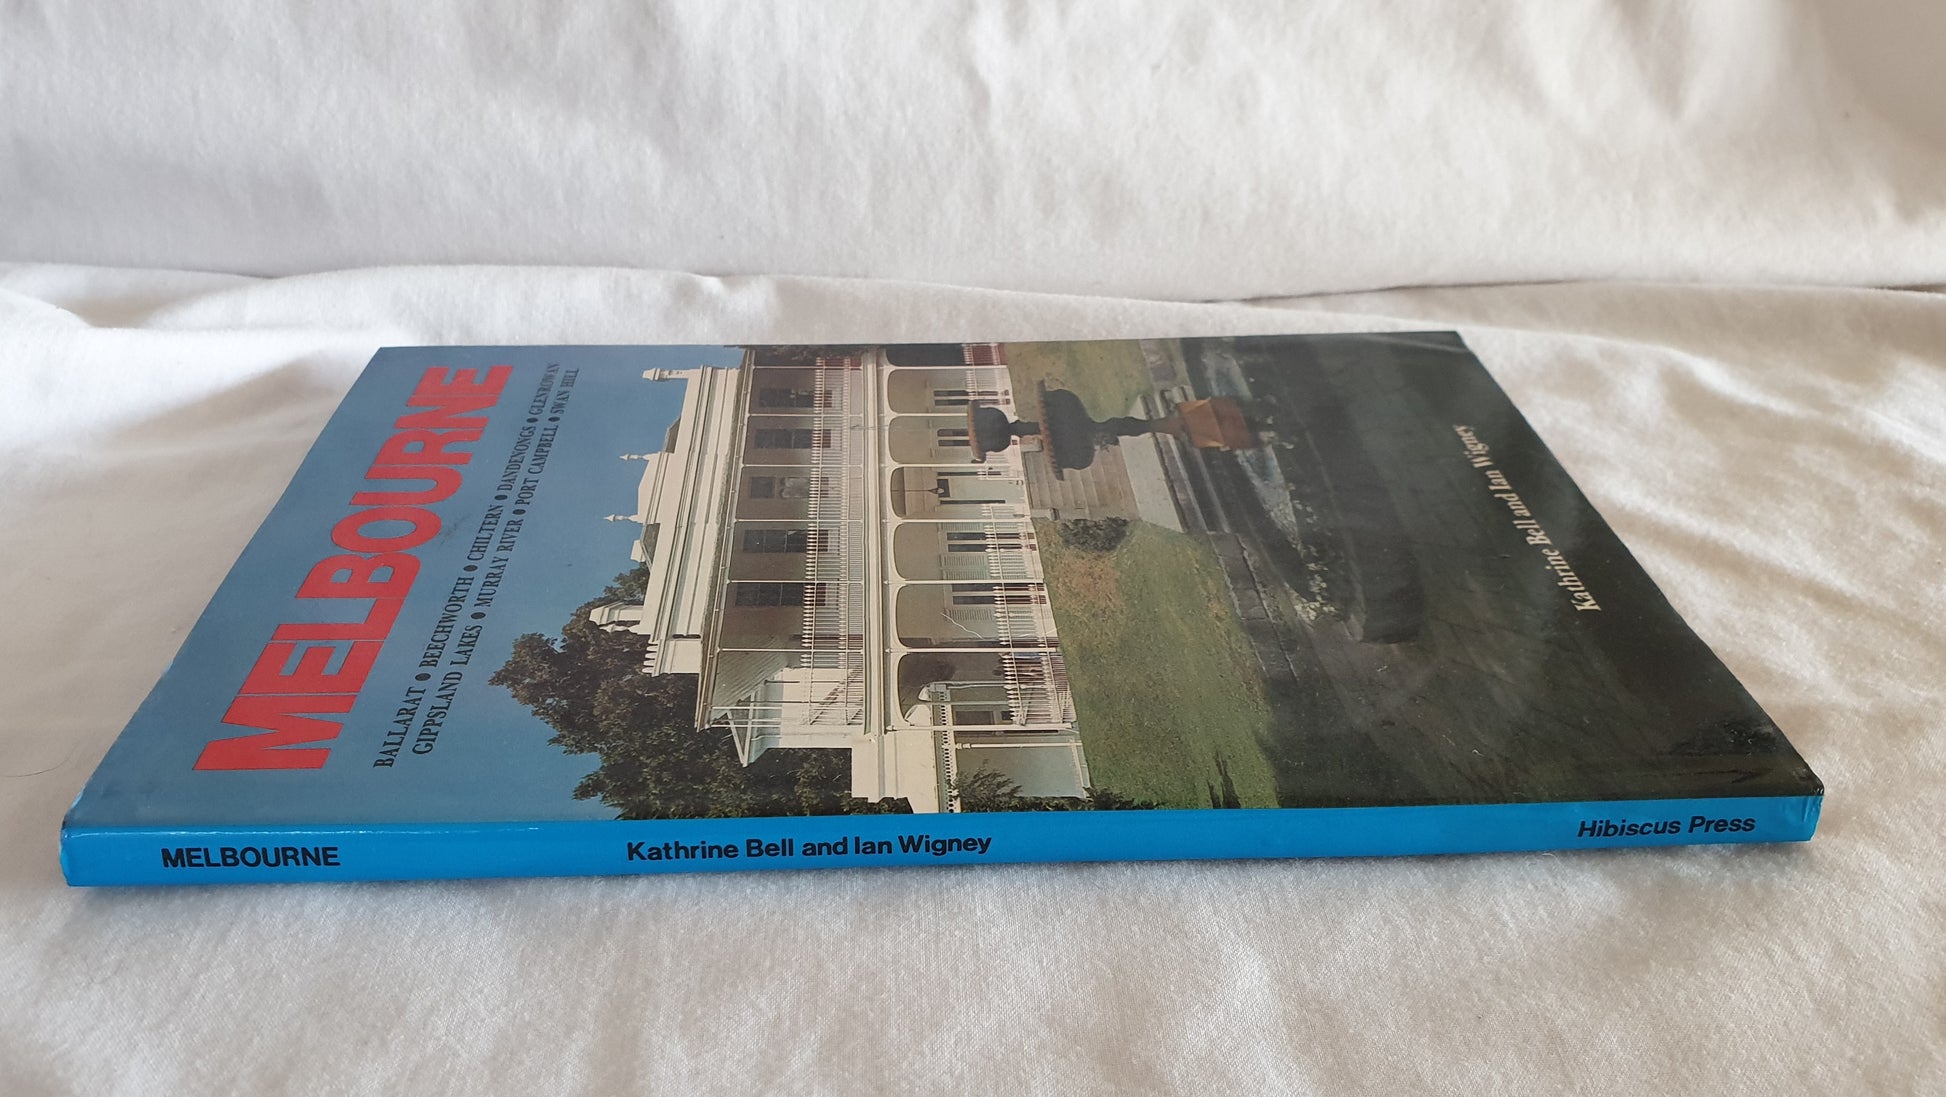 MELBOURNE
BALLARAT ● BEECHWORTH ● CHILTERN ● DANDENONGS ● GLENROWAN
GIPPSLAND LAKES ● MURRAY RIVER ● PORT CAMPBELL ● SWAN HILL
Kathrine Bell and Ian Wigney
MELBOURNE Kathrine Bell and Ian Wigney Hibiscus Press